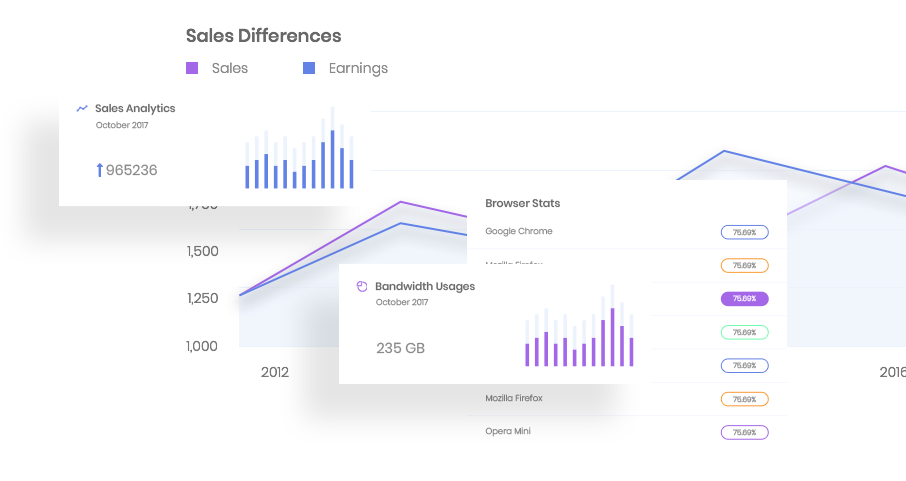 Sales Differences
Sales
Earnings
Sales Analytics
October 2017
965236
1,750
1,500
1,250
1,000
2012
2016
Browser Stats
Google Chrome 75.69%
Mozilla Firefox 75.69%
75.69%
75.69%
75.69%
Mozilla Firefox 75.69%
Opera Mini 75.69%
Bandwidth Usages
October 2017
235 GB